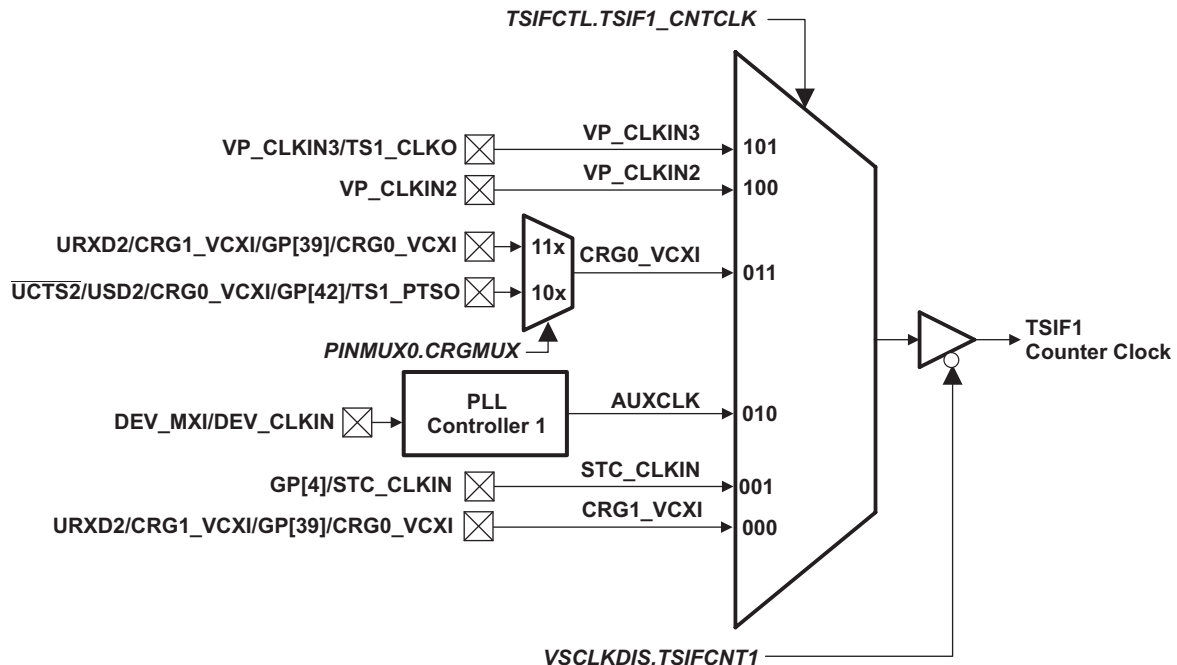 TSIFCTL.TSIF1_CNTCLK
VP_CLKIN3/TS1_CLKO
VP_CLKIN3
101
VP_CLKIN2
VP_CLKIN2
100
URXD2/CRG1_VCXI/GP[39]/CRG0_VCXI
11x
CRG0_VCXI
011
UCTS2/USD2/CRG0_VCXI/GP[42]/TS1_PTSO
10x
PINMUX0.CRGMUX
TSIF1
Counter Clock
PLL
Controller 1
DEV_MXI/DEV_CLKIN
AUXCLK
010
GP[4]/STC_CLKIN
STC_CLKIN
001
URXD2/CRG1_VCXI/GP[39]/CRG0_VCXI
CRG1_VCXI
000
VSCLKDIS.TSIFCNT1